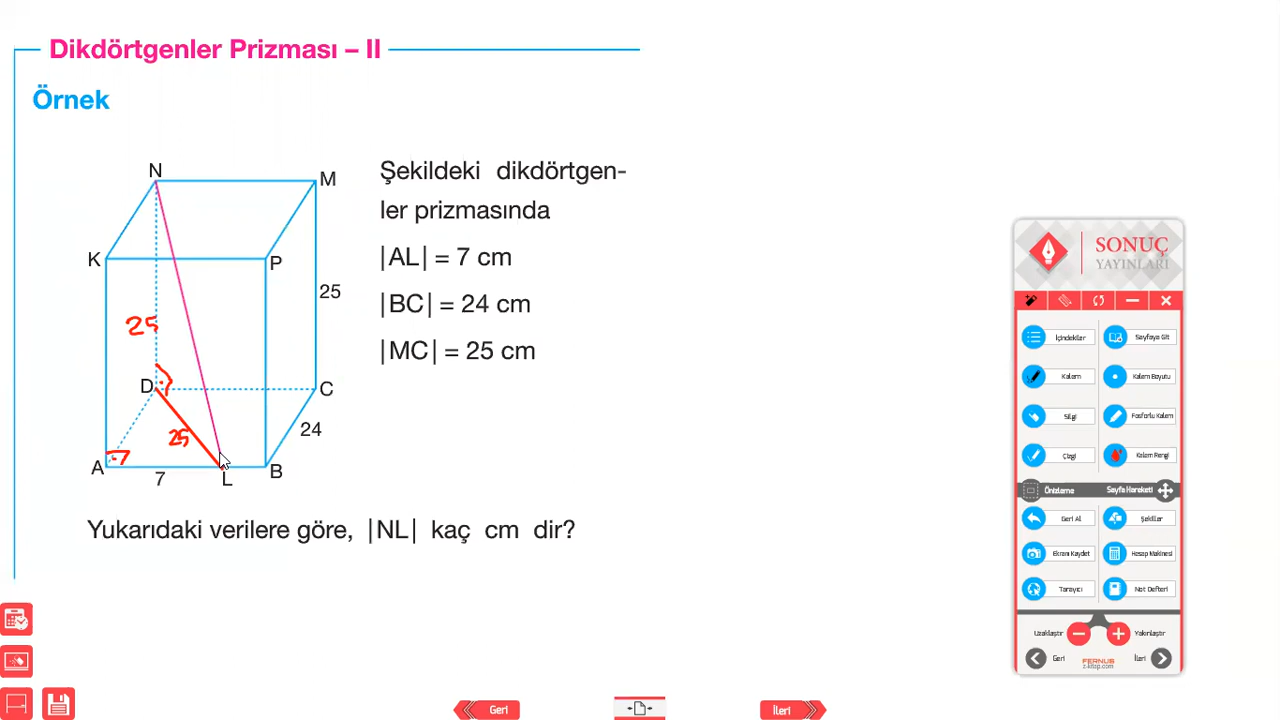 Dikdörtgenler Prizması – II
Örnek
N
M
K
P
25
25
D
C
25
24
A
7
L
B
Şekildeki dikdörtgen-
ler prizmasında
|AL| = 7 cm
|BC| = 24 cm
|MC| = 25 cm
Yukarıdaki verilere göre, |NL| kaç cm dir?
SONUÇ
YAYINLARI
İçindekiler
Sayfaya Git
Kalem
Kalem Boyutu
Silgi
Fosforlu Kalem
Çizgi
Kalem Rengi
Önizleme
Sayfa Hareketi
Geri Al
Şekiller
Ekranı Kaydet
Hesap Makinesi
Tarayıcı
Not Defteri
Uzaklaştır
Yakınlaştır
Geri
FERNUS
z-kitap.com
İleri
Geri
İleri